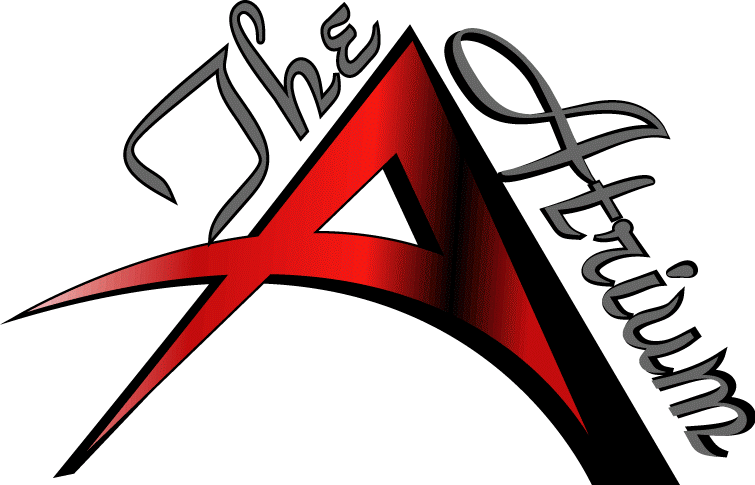 The
A
Atrium